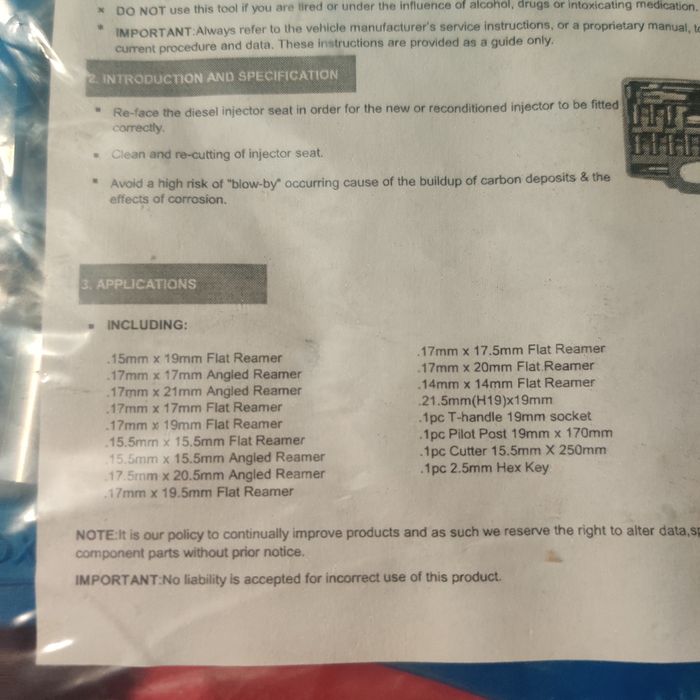 × DO NOT use this tool if you are tired or under the influence of alcohol, drugs or intoxicating medication.
* IMPORTANT:Always refer to the vehicle manufacturer's service instructions, or a proprietary manual,
current procedure and data. These instructions are provided as a guide only.
2. INTRODUCTION AND SPECIFICATION
Re-face the diesel injector seat in order for the new or reconditioned injector to be fitted
correctly.
Clean and re-cutting of injector seat.
Avoid a high risk of "blow-by" occurring cause of the buildup of carbon deposits & the
effects of corrosion.
3. APPLICATIONS
INCLUDING:
.15mm x 19mm Flat Reamer
.17mm x 17mm Angled Reamer
.17mm x 21mm Angled Reamer
.17mm x 17mm Flat Reamer
.17mm x 19mm Flat Reamer
.15.5mm x 15.5mm Flat Reamer
.15.5mm x 15.5mm Angled Reamer
.17.5mm x 20.5mm Angled Reamer
.17mm x 19.5mm Flat Reamer
.17mm x 17.5mm Flat Reamer
.17mm x 20mm Flat Reamer
.14mm x 14mm Flat Reamer
.21.5mm(H19)x19mm
.1pc T-handle 19mm socket
.1pc Pilot Post 19mm x 170mm
.1pc Cutter 15.5mm X 250mm
.1pc 2.5mm Hex Key
NOTE:It is our policy to continually improve products and as such we reserve the right to alter data,
component parts without prior notice.
IMPORTANT:No liability is accepted for incorrect use of this product.